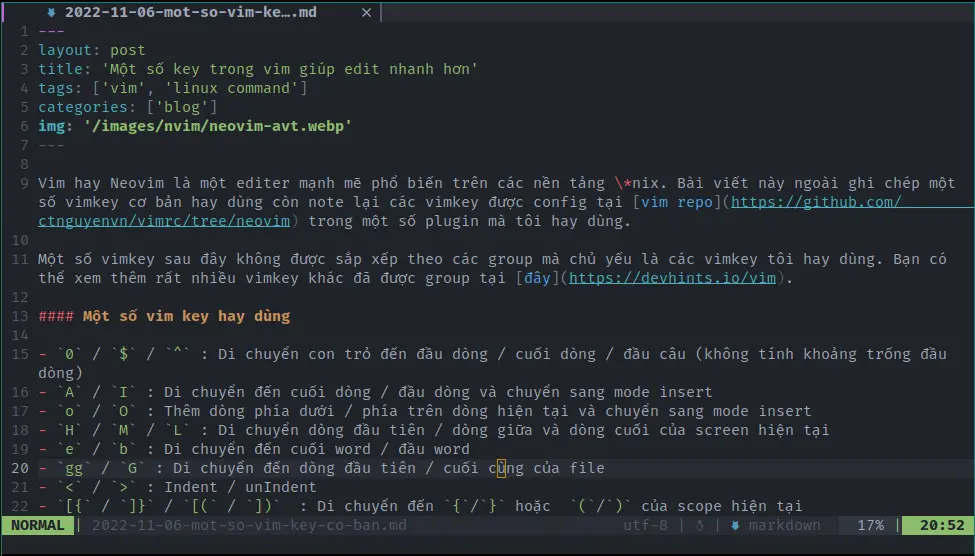 2022-11-06-mot-so-vim-ke….md ×
1 ---
2 layout: post
3 title: 'Một số key trong vim giúp edit nhanh hơn'
4 tags: ['vim', 'linux command']
5 categories: ['blog']
6 img: '/images/nvim/neovim-avt.webp'
7 ---
8
9 Vim hay Neovim là một editer mạnh mẽ phổ biến trên các nền tảng \*nix. Bài viết này ngoài ghi chép một
số vimkey cơ bản hay dùng còn note lại các vimkey được config tại [vim repo](https://github.com/
ctnguyenvn/vimrc/tree/neovim) trong một số plugin mà tôi hay dùng.
10
11 Một số vimkey sau đây không được sắp xếp theo các group mà chủ yếu là các vimkey tôi hay dùng. Bạn có
thể xem thêm rất nhiều vimkey khác đã được group tại [đây](https://devhints.io/vim).
12
13 #### Một số vim key hay dùng
14
15 - `0` / `$` / `^` : Di chuyển con trỏ đến đầu dòng / cuối dòng / đầu câu (không tính khoảng trống đầu
dòng)
16 - `A` / `I` : Di chuyển đến cuối dòng / đầu dòng và chuyển sang mode insert
17 - `o` / `O` : Thêm dòng phía dưới / phía trên dòng hiện tại và chuyển sang mode insert
18 - `H` / `M` / `L` : Di chuyển dòng đầu tiên / dòng giữa và dòng cuối của screen hiện tại
19 - `e` / `b` : Di chuyển đến cuối word / đầu word
20 - `gg` / `G` : Di chuyển đến dòng đầu tiên / cuối cùng của file
21 - `<` / `>` : Indent / unIndent
22 - `[{` / `]}` / `[(` / `])` : Di chuyển đến `{`/`}` hoặc `(`/`)` của scope hiện tại
NORMAL | 2022-11-06-mot-so-vim-key-co-ban.md utf-8 | | markdown 17% | 20:52